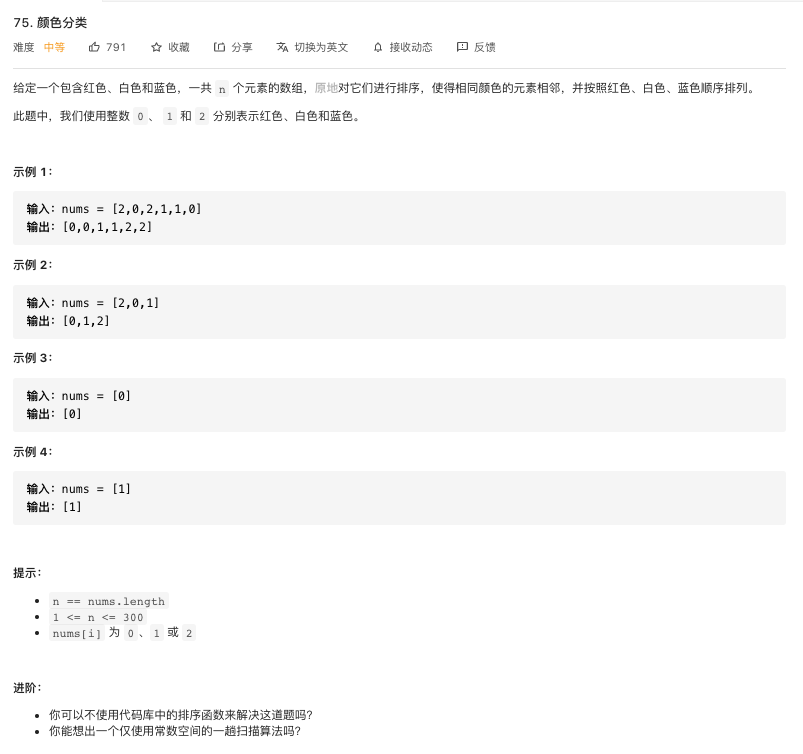 75. 颜色分类
难度 中等 791 收藏 分享 切换为英文 接收动态 反馈
给定一个包含红色、白色和蓝色，一共 n 个元素的数组，原地对它们进行排序，使得相同颜色的元素相邻，并按照红色、白色、蓝色顺序排列。
此题中，我们使用整数 0、 1 和 2 分别表示红色、白色和蓝色。
示例 1：
输入：nums = [2,0,2,1,1,0]
输出：[0,0,1,1,2,2]
示例 2：
输入：nums = [2,0,1]
输出：[0,1,2]
示例 3：
输入：nums = [0]
输出：[0]
示例 4：
输入：nums = [1]
输出：[1]
提示：
• n == nums.length
• 1 <= n <= 300
• nums[i] 为 0、1 或 2
进阶：
• 你可以不使用代码库中的排序函数来解决这道题吗？
• 你能想出一个仅使用常数空间的一趟扫描算法吗？